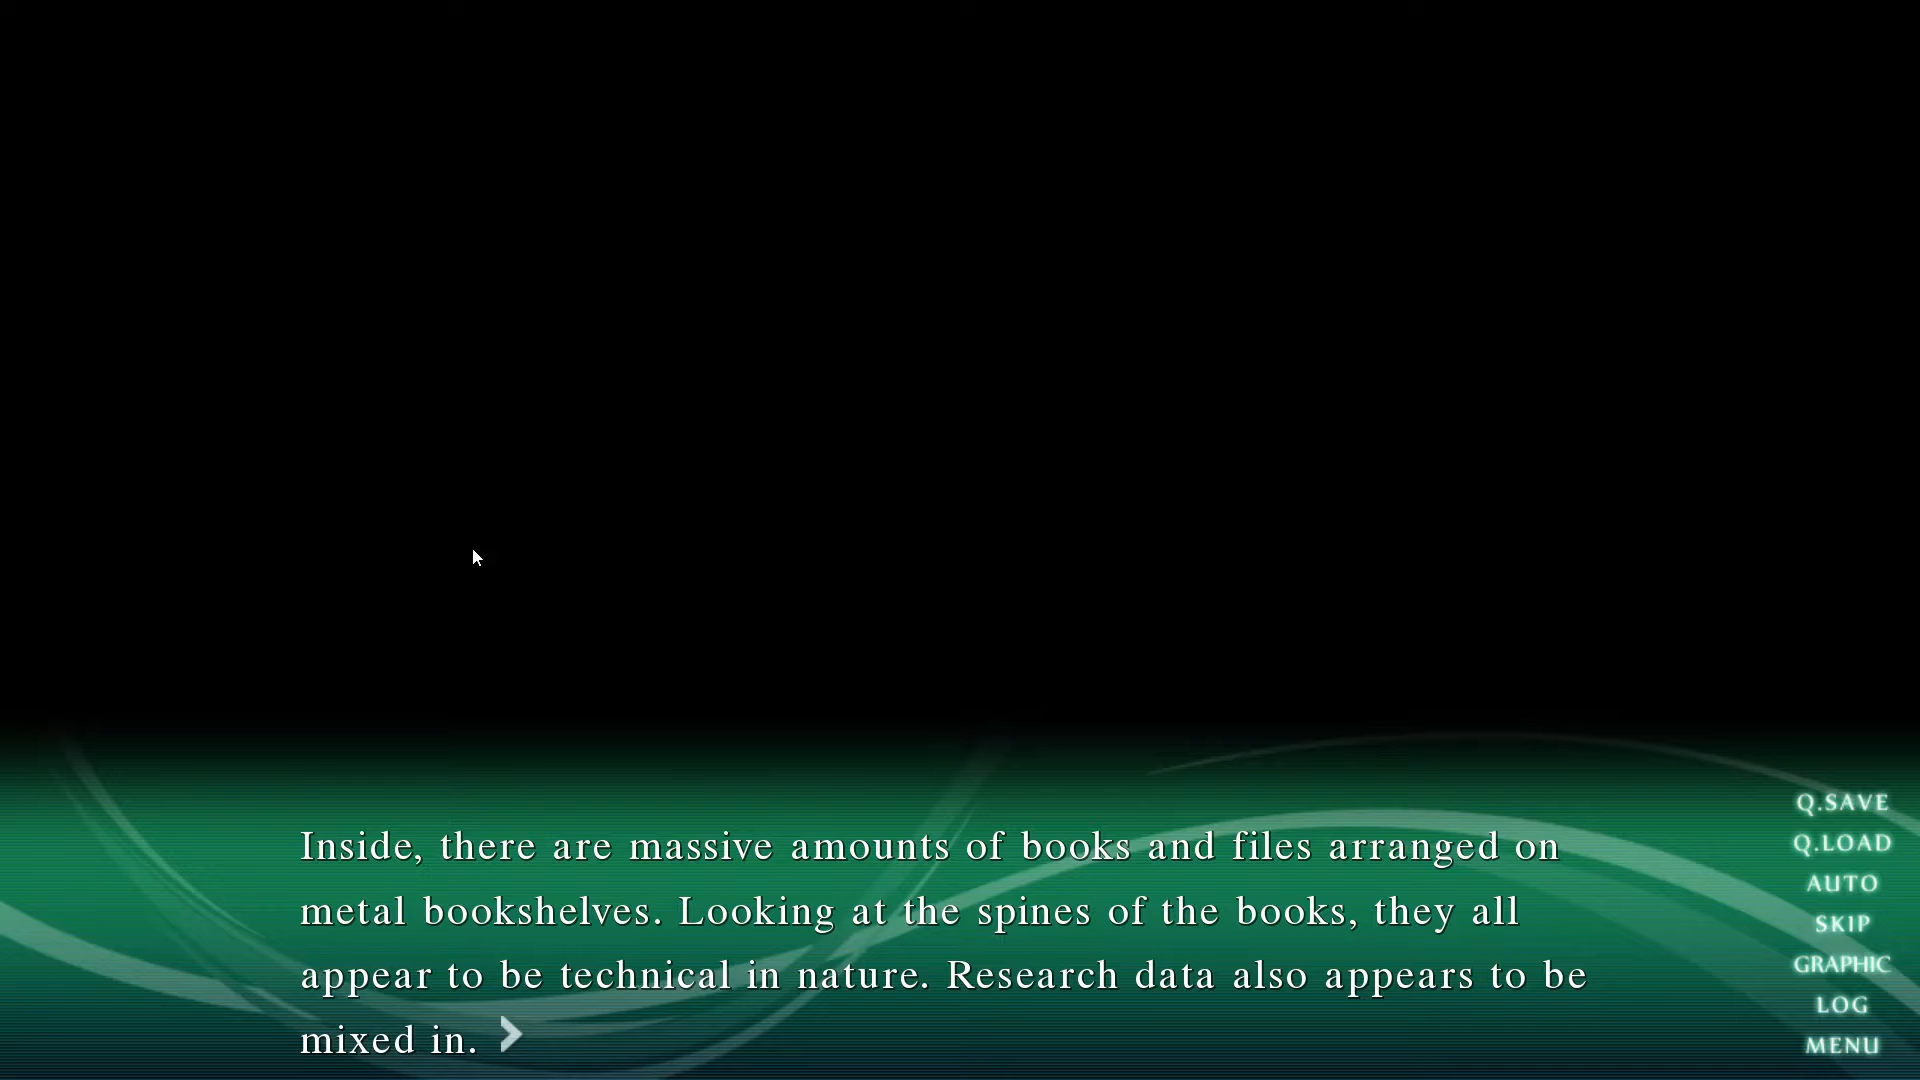 Inside, there are massive amounts of books and files arranged on
metal bookshelves. Looking at the spines of the books, they all
appear to be technical in nature. Research data also appears to be
mixed in.
Q.SAVE
Q.LOAD
AUTO
SKIP
GRAPHIC
LOG
MENU